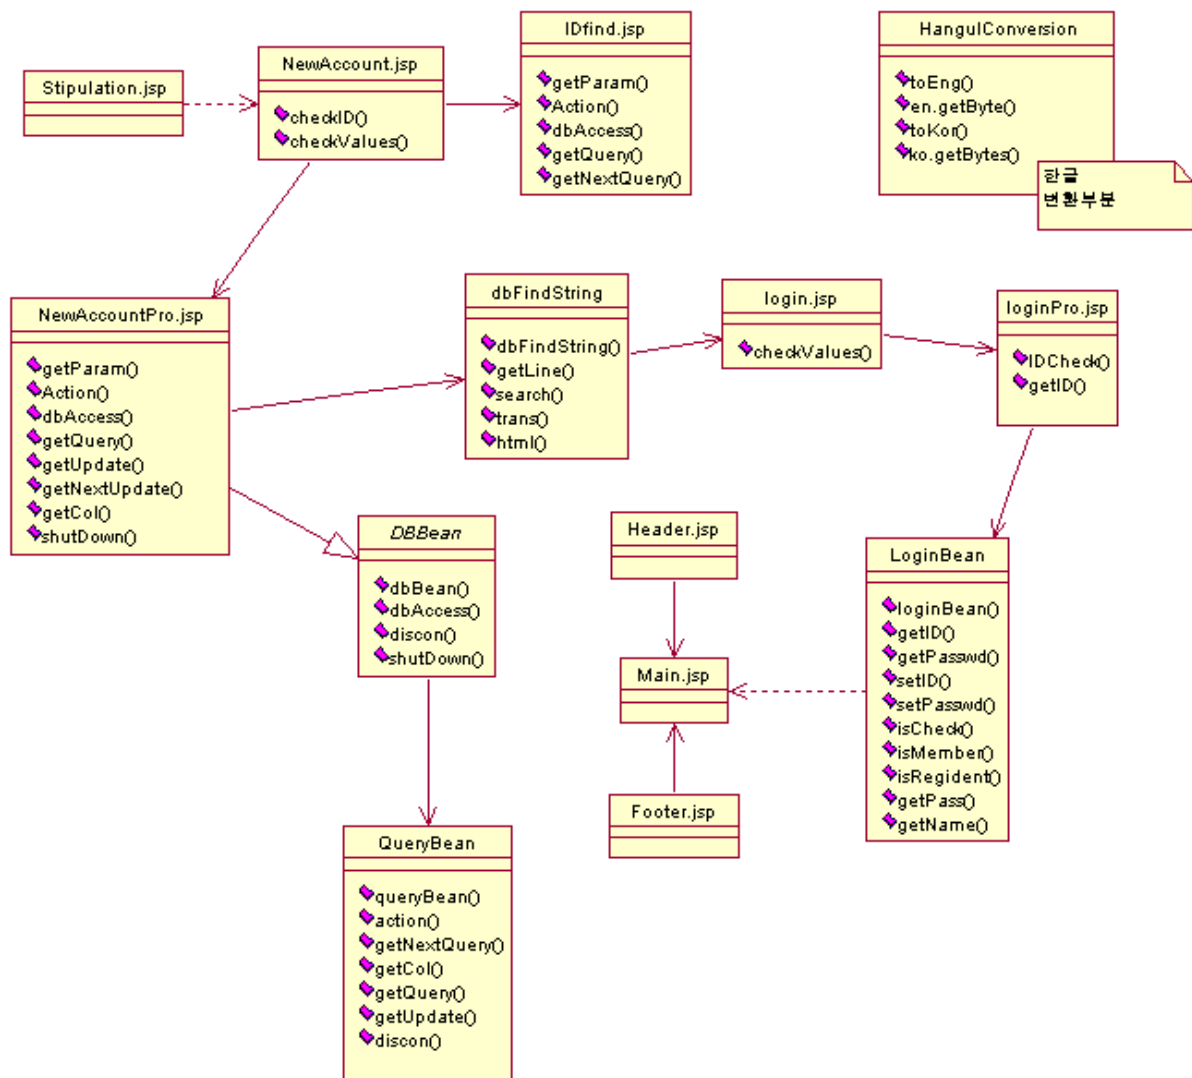 Stipulation.jsp
NewAccount.jsp
checkID()
checkValues()
IDfind.jsp
getParam()
Action()
dbAccess()
getQuery()
getNextQuery()
HangulConversion
toEng()
en.getByte()
toKor()
ko.getBytes()
한글
변환부분
NewAccountPro.jsp
getParam()
Action()
dbAccess()
getQuery()
getUpdate()
getNextUpdate()
getCol()
shutDown()
dbFindString
dbFindString()
getLine()
search()
trans()
html()
login.jsp
checkValues()
loginPro.jsp
IDCheck()
getID()
DBBean
dbBean()
dbAccess()
discon()
shutDown()
Header.jsp
Main.jsp
Footer.jsp
LoginBean
loginBean()
getID()
getPasswd()
setID()
setPasswd()
isCheck()
isMember()
isRegident()
getPass()
getName()
QueryBean
queryBean()
action()
getNextQuery()
getCol()
getQuery()
getUpdate()
discon()